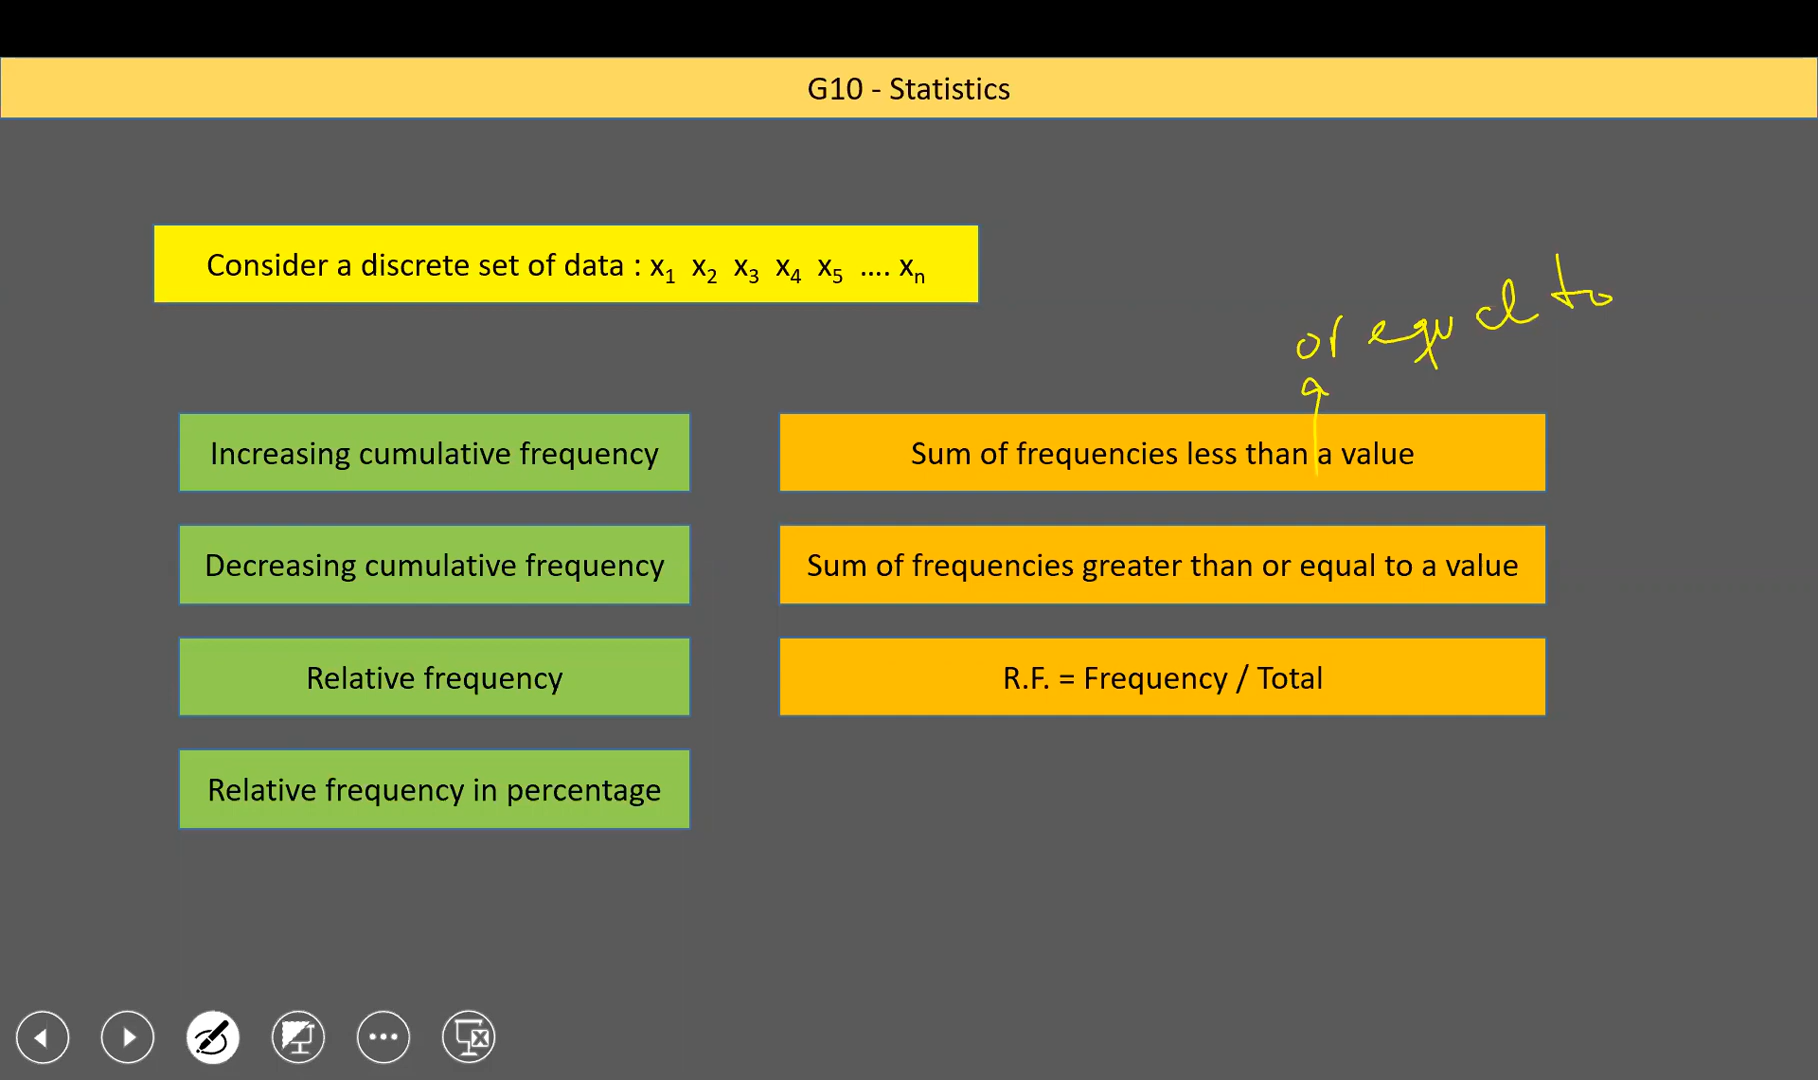 G10 - Statistics
Consider a discrete set of data : x₁ x₂ x₃ x₄ x₅ .... xₙ
or equal to
Increasing cumulative frequency
Sum of frequencies less than a value
Decreasing cumulative frequency
Sum of frequencies greater than or equal to a value
Relative frequency
R.F. = Frequency / Total
Relative frequency in percentage